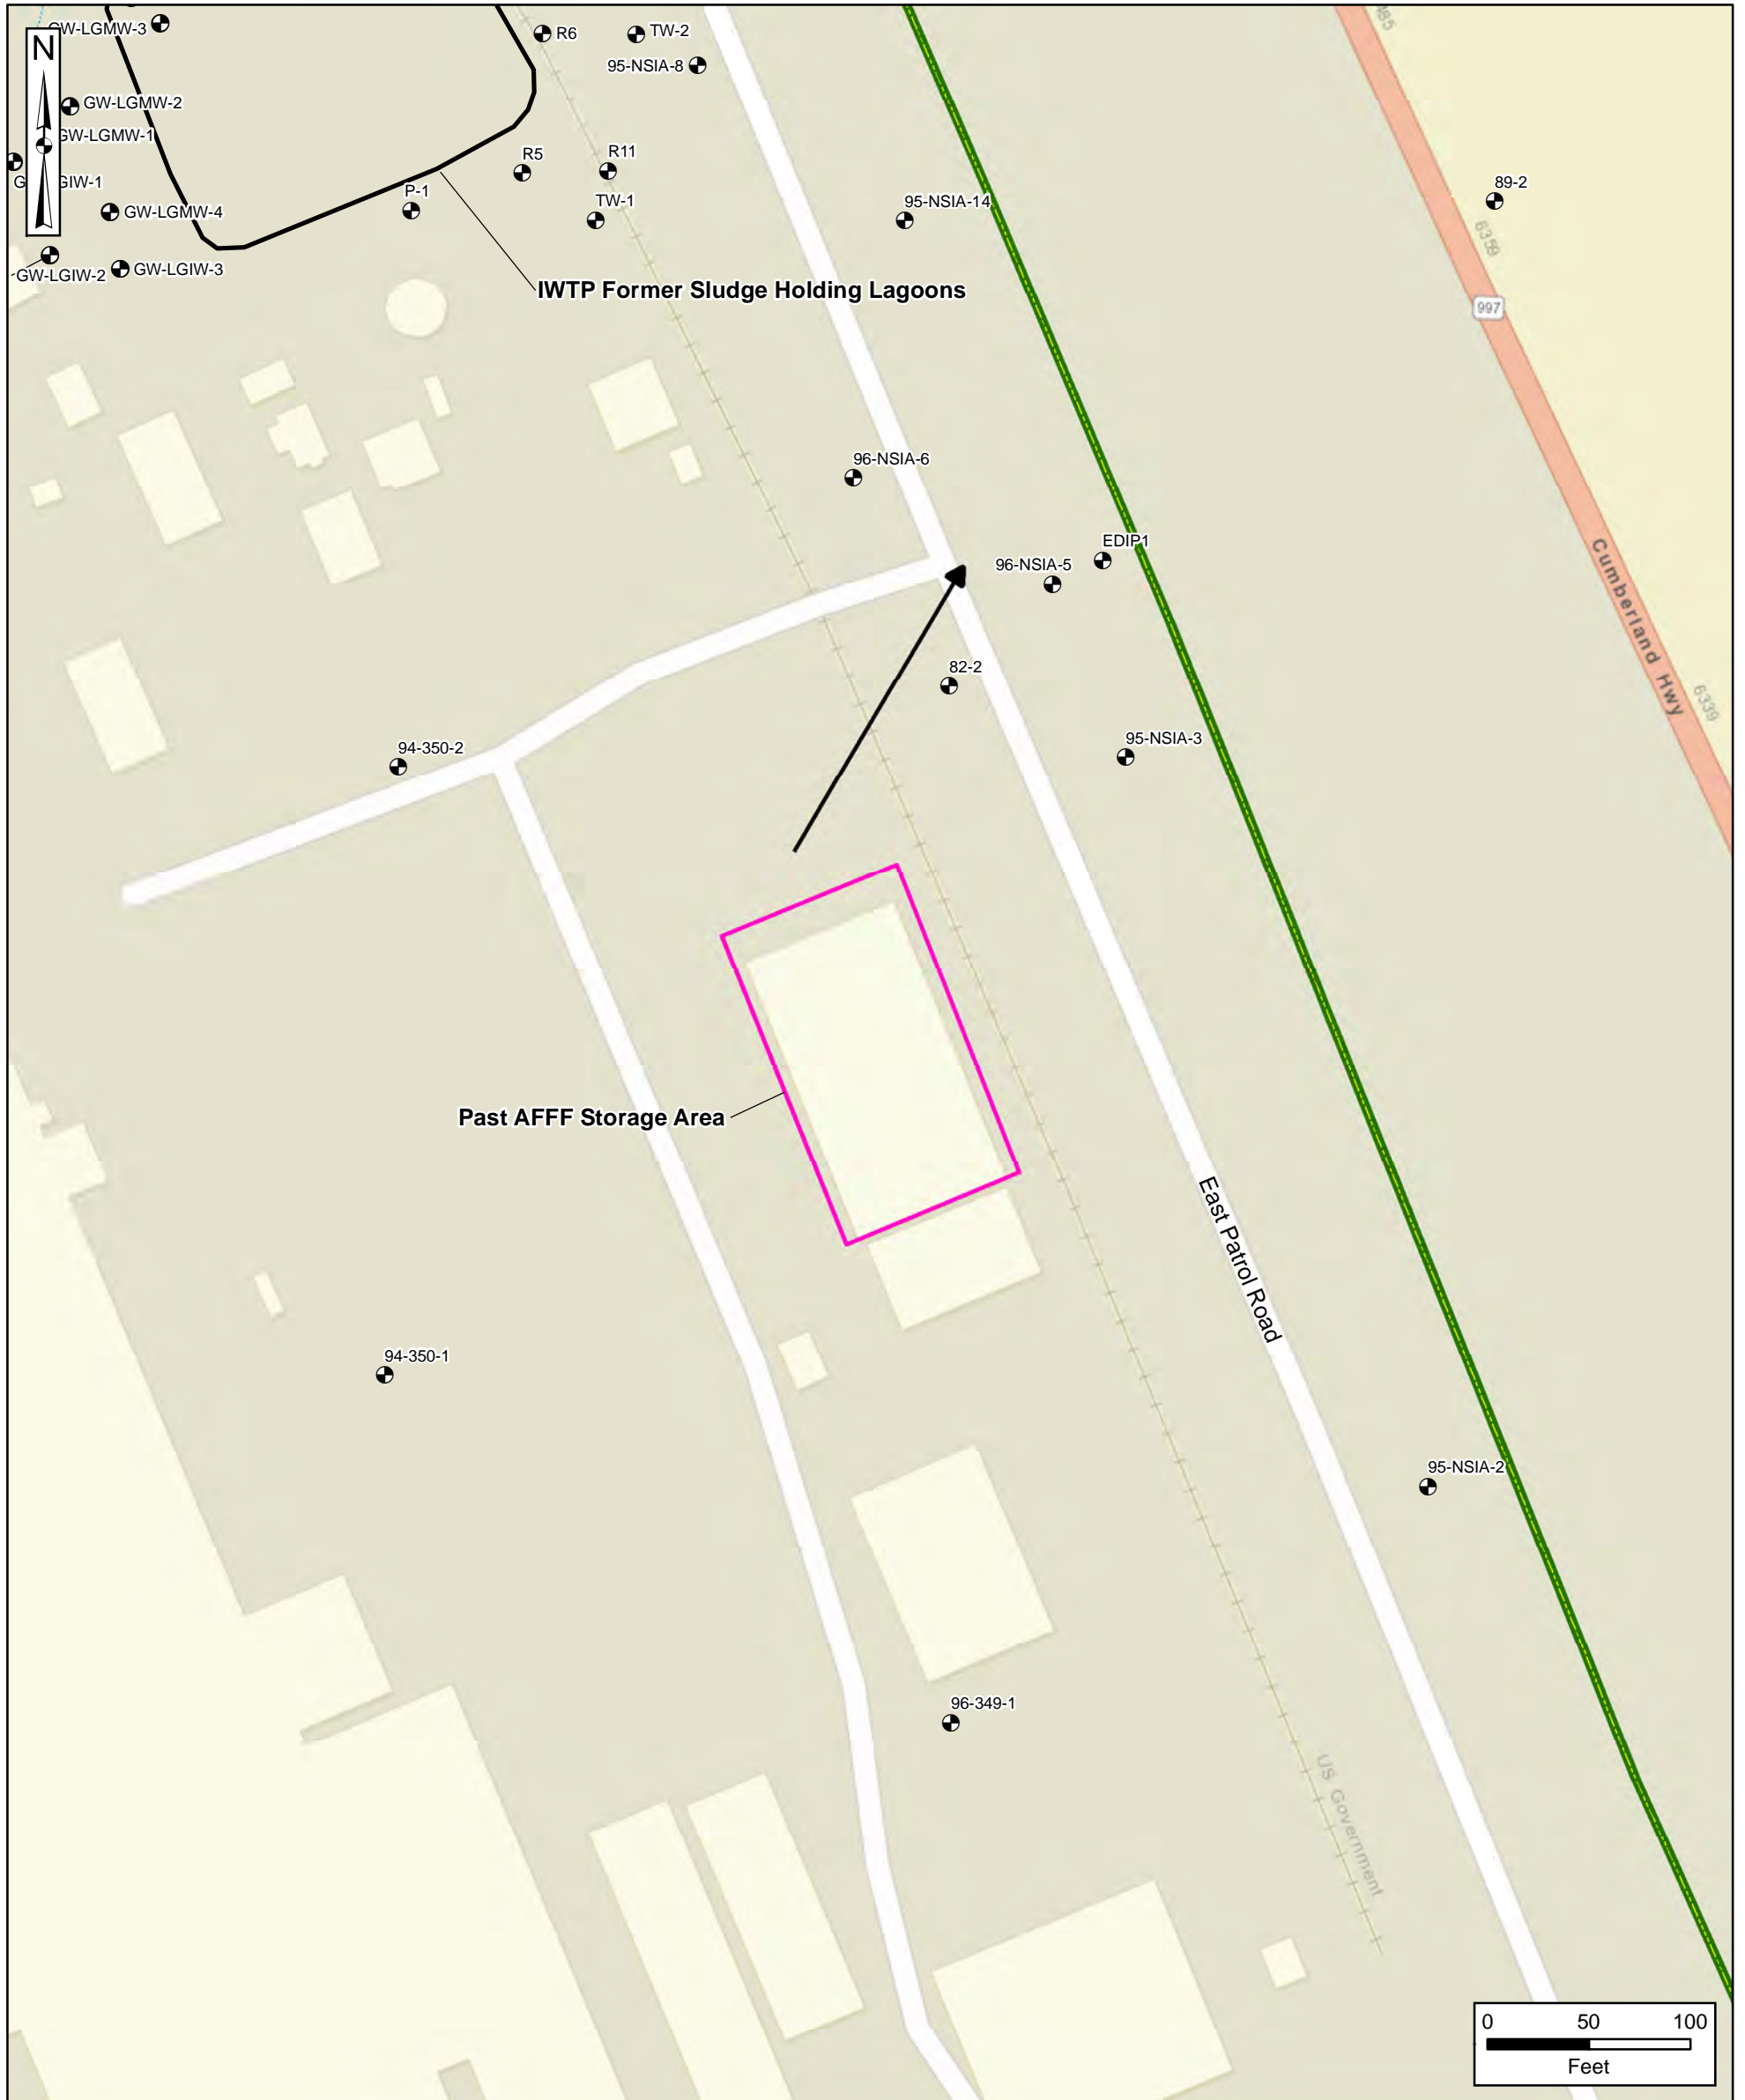 GW-LGMW-3
N
R6
TW-2
95-NSIA-8
485
GW-LGMW-2
GW-LGMW-1
R5
R11
P-1
TW-1
95-NSIA-14
89-2
GW-LGMW-4
GW-LGIW-2
GW-LGIW-3
IWTP Former Sludge Holding Lagoons
6359
997
96-NSIA-6
EDIP1
96-NSIA-5
Cumberland Hwy
82-2
6339
94-350-2
95-NSIA-3
Past AFFF Storage Area
East Patrol Road
94-350-1
95-NSIA-2
96-349-1
US Government
0 50 100
Feet